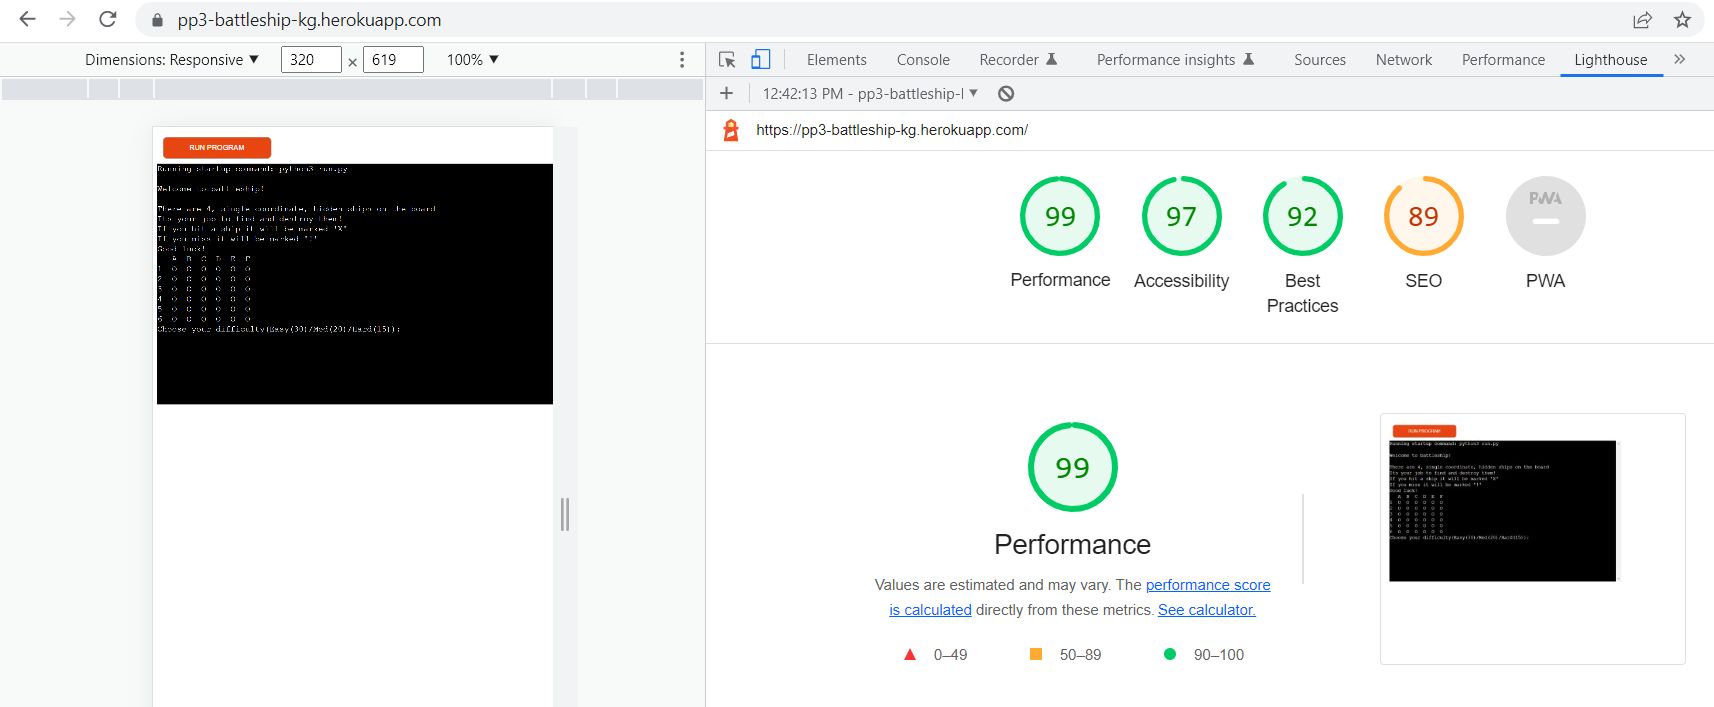 pp3-battleship-kg.herokuapp.com
Dimensions: Responsive ▼ 320 × 619 100% ▼
Elements Console Recorder Performance insights Sources Network Performance Lighthouse »
+ 12:42:13 PM - pp3-battleship-l ▼
https://pp3-battleship-kg.herokuapp.com/
RUN PROGRAM
Running startup command: python3 run.py
Welcome to battleship!
There are 4, single coordinate, hidden ships on the board
Its your job to find and destroy them!
If you hit a ship it will be marked 'X'
If you miss it will be marked '!'
Good luck!
A B C D E F
1 O O O O O O
2 O O O O O O
3 O O O O O O
4 O O O O O O
5 O O O O O O
6 O O O O O O
Choose your difficulty(Easy(30)/Med(20)/Hard(15)):
99 97 92 89 PWA
Performance Accessibility Best Practices SEO PWA
99
Performance
Values are estimated and may vary. The performance score
is calculated directly from these metrics. See calculator.
0–49 50–89 90–100
RUN PROGRAM
Running startup command: python3 run.py
Welcome to battleship!
There are 4, single coordinate, hidden ships on the board
Its your job to find and destroy them!
If you hit a ship it will be marked 'X'
If you miss it will be marked '!'
Good luck!
A B C D E F
1 O O O O O O
2 O O O O O O
3 O O O O O O
4 O O O O O O
5 O O O O O O
6 O O O O O O
Choose your difficulty(Easy(30)/Med(20)/Hard(15)):